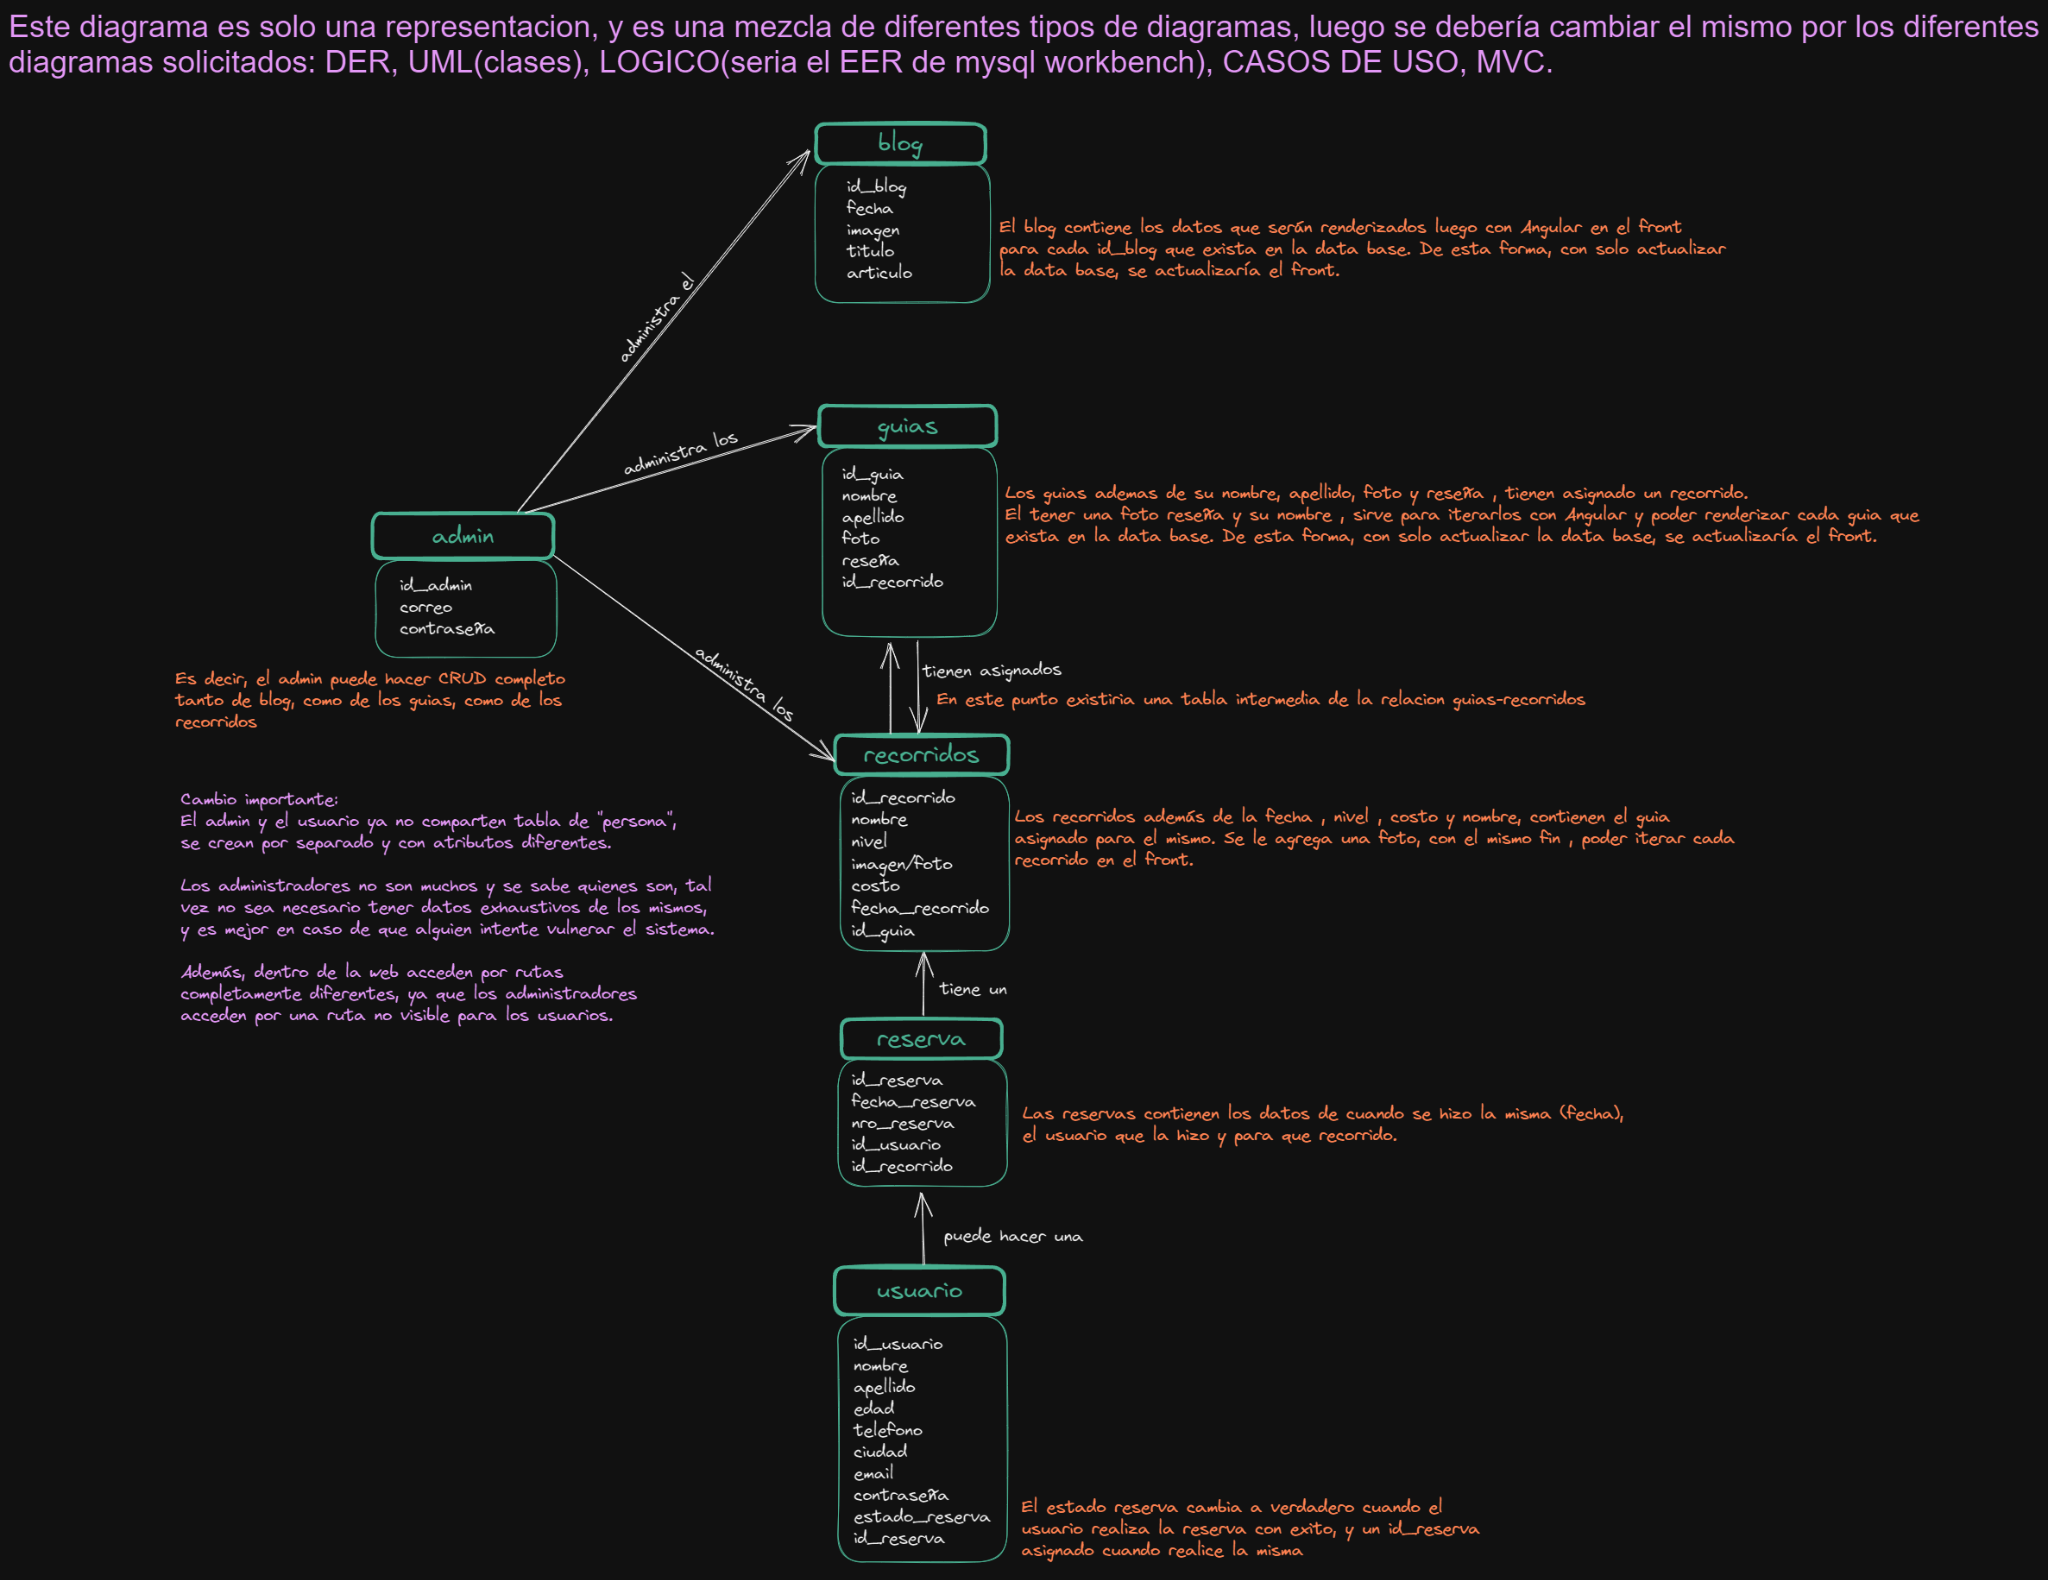 Este diagrama es solo una representacion, y es una mezcla de diferentes tipos de diagramas, luego se debería cambiar el mismo por los diferentes
diagramas solicitados: DER, UML(clases), LOGICO(seria el EER de mysql workbench), CASOS DE USO, MVC.
blog
id_blog
fecha
imagen
titulo
articulo
El blog contiene los datos que serán renderizados luego con Angular en el front
para cada id_blog que exista en la data base. De esta forma, con solo actualizar
la data base, se actualizaría el front.
administra el
guias
id_guia
nombre
apellido
foto
reseña
id_recorrido
Los guias ademas de su nombre, apellido, foto y reseña , tienen asignado un recorrido.
El tener una foto reseña y su nombre , sirve para iterarlos con Angular y poder renderizar cada guia que
exista en la data base. De esta forma, con solo actualizar la data base, se actualizaría el front.
administra los
admin
id_admin
correo
contraseña
Es decir, el admin puede hacer CRUD completo
tanto de blog, como de los guias, como de los
recorridos
administra los
tienen asignados
En este punto existiria una tabla intermedia de la relacion guias-recorridos
recorridos
id_recorrido
nombre
nivel
imagen/foto
costo
fecha_recorrido
id_guia
Los recorridos además de la fecha , nivel , costo y nombre, contienen el guia
asignado para el mismo. Se le agrega una foto, con el mismo fin , poder iterar cada
recorrido en el front.
Cambio importante:
El admin y el usuario ya no comparten tabla de "persona",
se crean por separado y con atributos diferentes.
Los administradores no son muchos y se sabe quienes son, tal
vez no sea necesario tener datos exhaustivos de los mismos,
y es mejor en caso de que alguien intente vulnerar el sistema.
Además, dentro de la web acceden por rutas
completamente diferentes, ya que los administradores
acceden por una ruta no visible para los usuarios.
tiene un
reserva
id_reserva
fecha_reserva
nro_reserva
id_usuario
id_recorrido
Las reservas contienen los datos de cuando se hizo la misma (fecha),
el usuario que la hizo y para que recorrido.
puede hacer una
usuario
id_usuario
nombre
apellido
edad
telefono
ciudad
email
contraseña
estado_reserva
id_reserva
El estado reserva cambia a verdadero cuando el
usuario realiza la reserva con exito, y un id_reserva
asignado cuando realice la misma